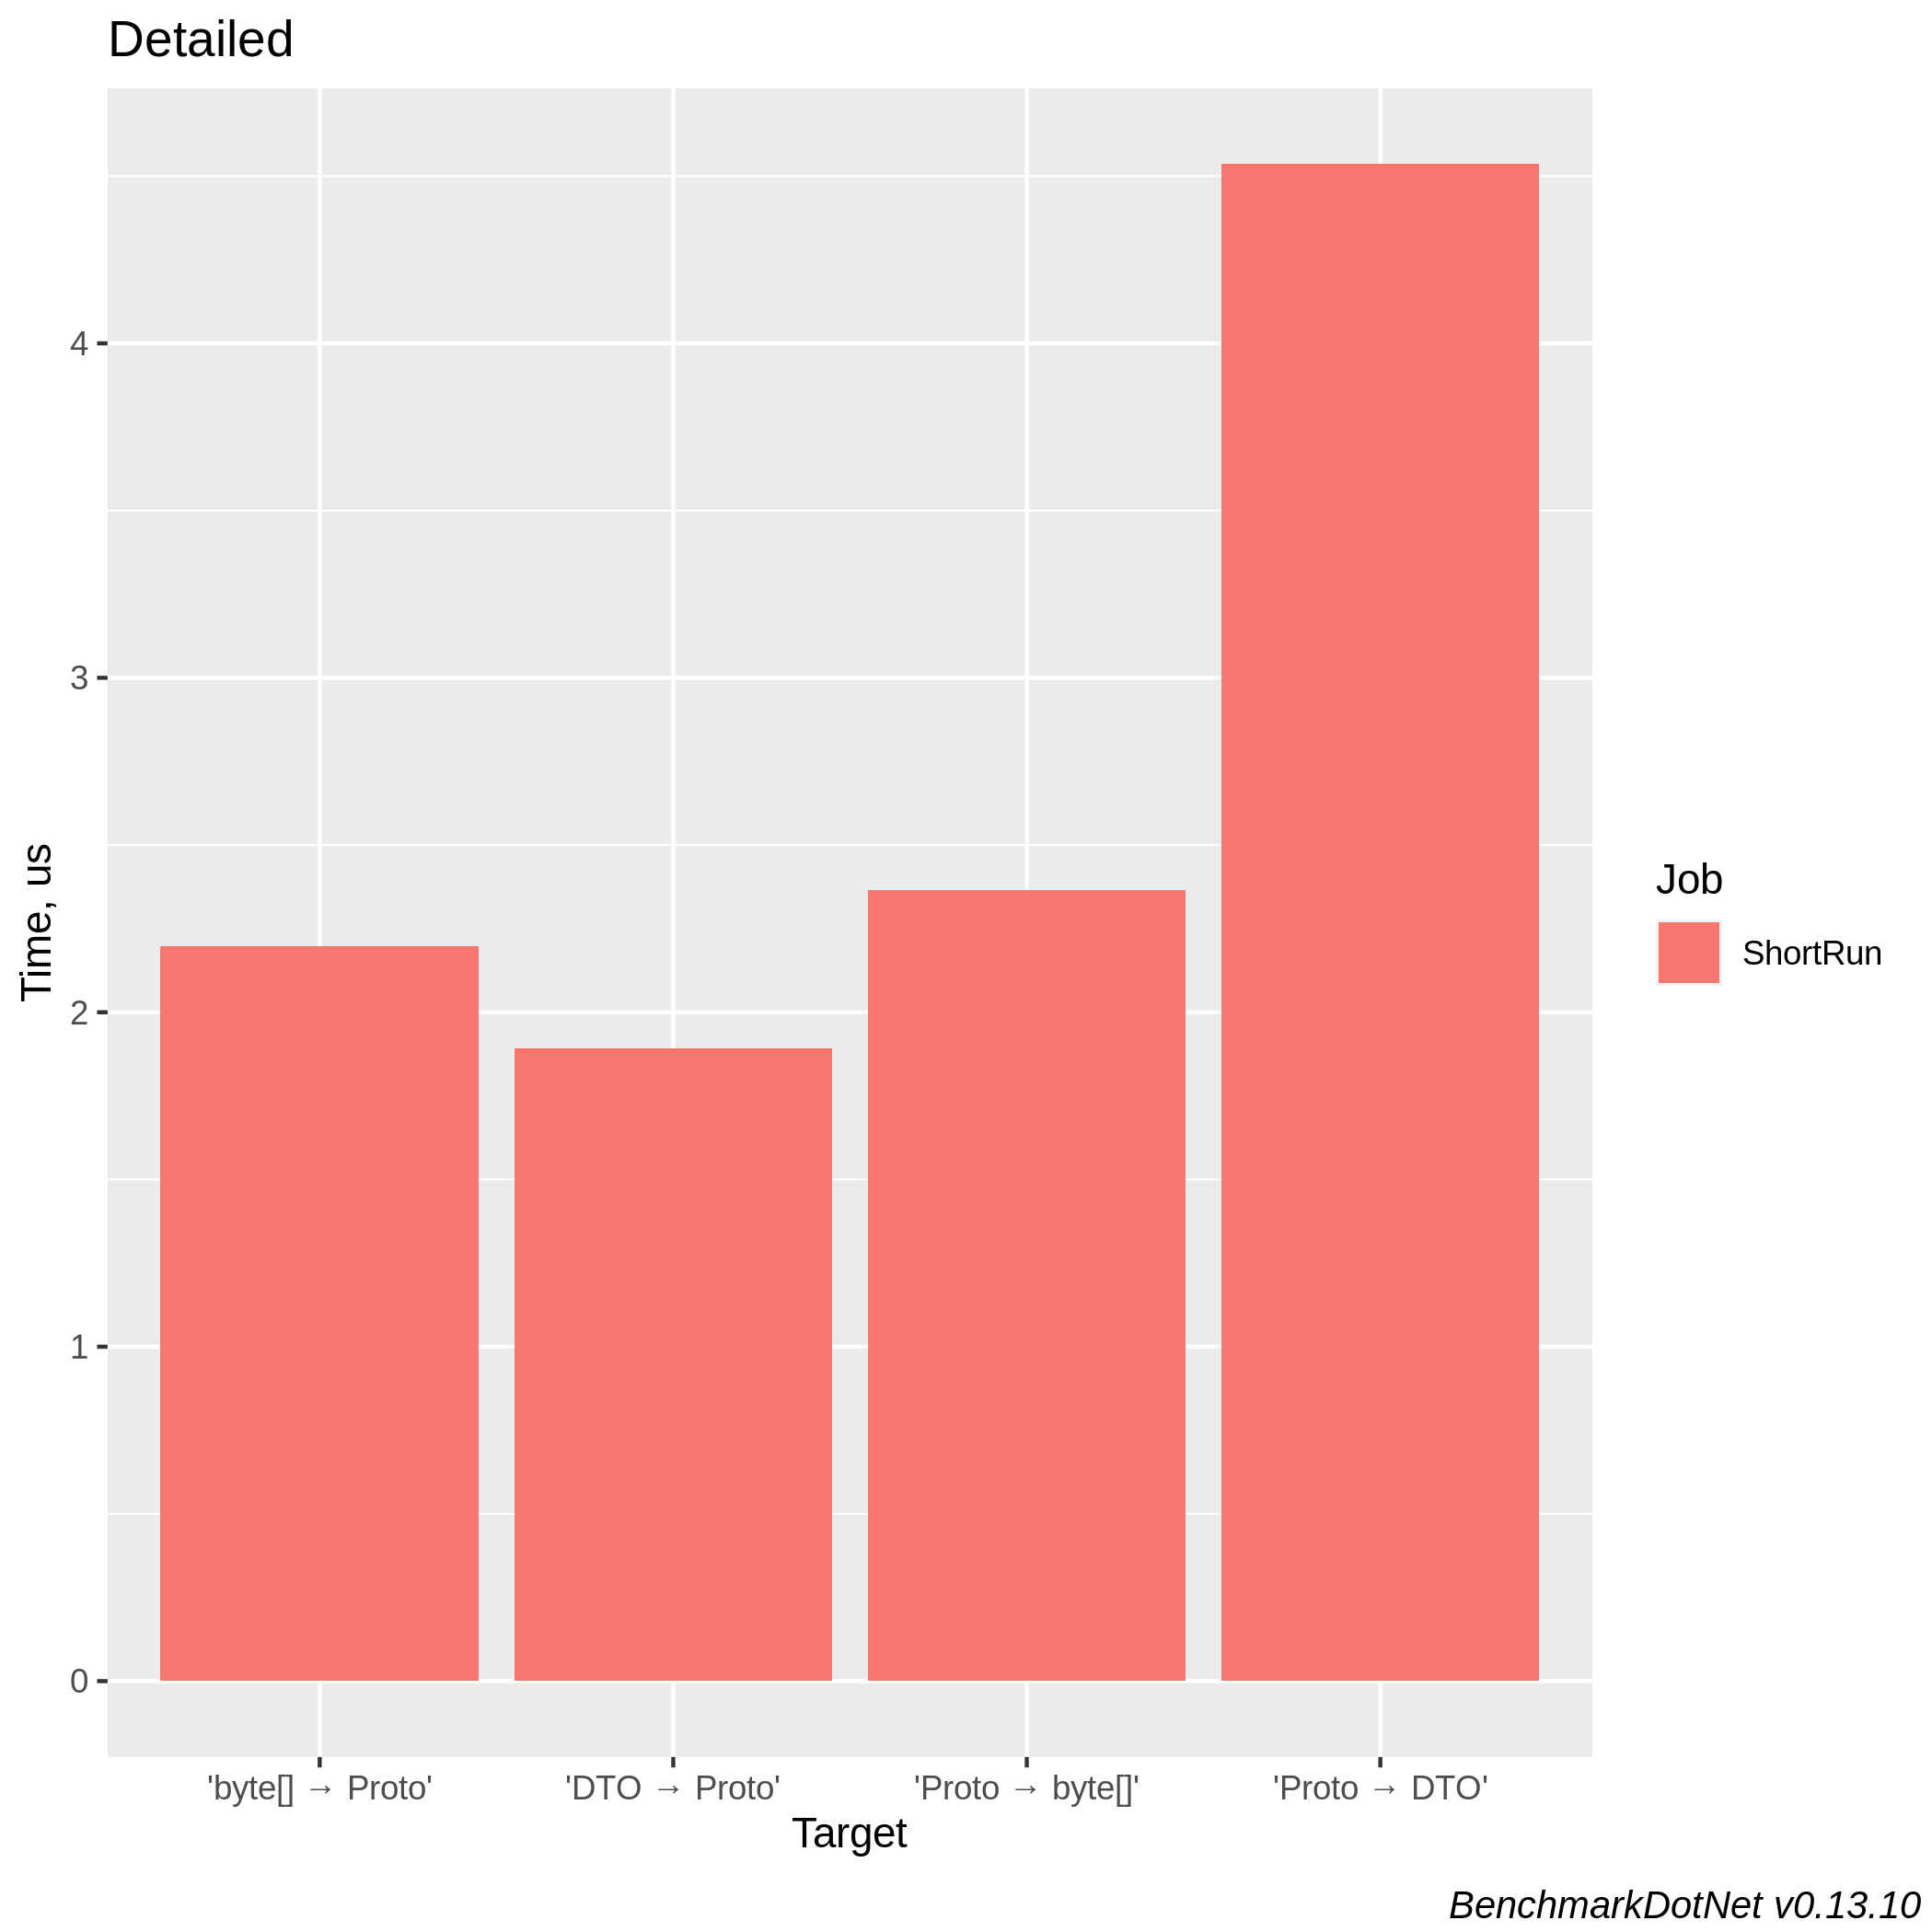 Detailed
Time, us
4
3
2
1
0
'byte[] → Proto'
'DTO → Proto'
'Proto → byte[]'
'Proto → DTO'
Target
Job
ShortRun
BenchmarkDotNet v0.13.10